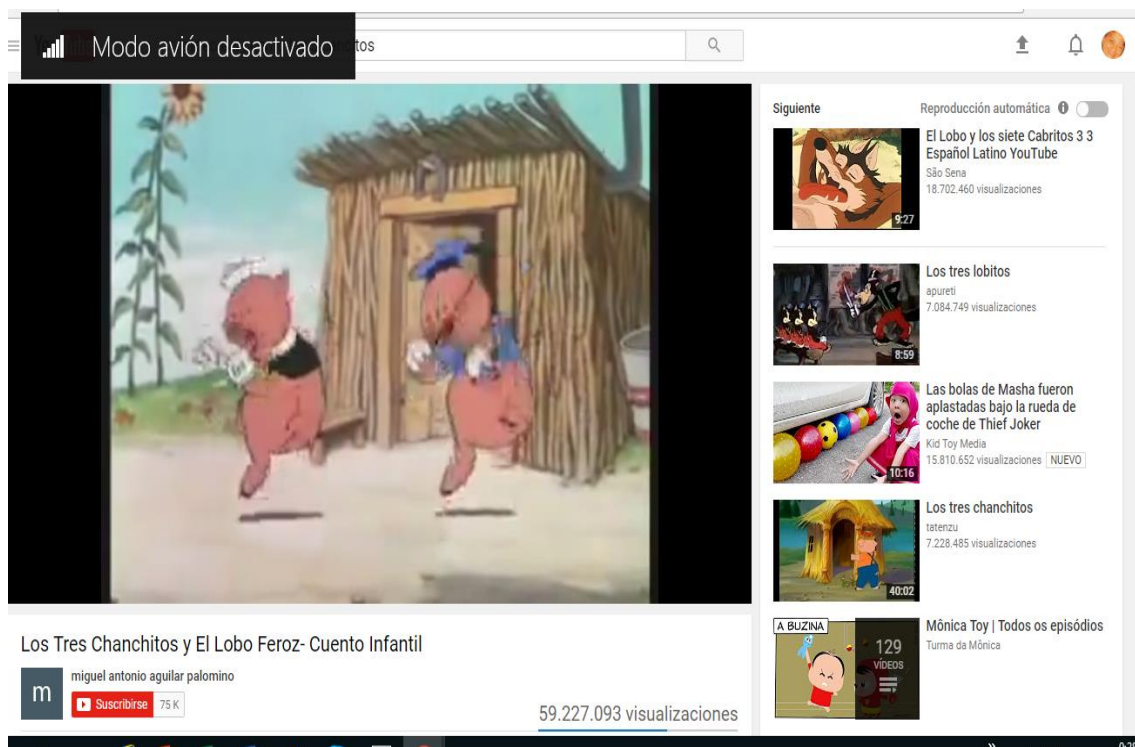 Modo avión desactivado
tos
Siguiente
Reproducción automática
El Lobo y los siete Cabritos 3 3
Español Latino YouTube
São Sena
18.702.460 visualizaciones
9:27
Los tres lobitos
apureti
7.084.749 visualizaciones
8:59
Las bolas de Masha fueron
aplastadas bajo la rueda de
coche de Thief Joker
Kid Toy Media
15.810.652 visualizaciones NUEVO
10:16
Los tres chanchitos
tatenzu
7.228.485 visualizaciones
40:02
A BUZINA
129
VÍDEOS
Mônica Toy | Todos os episódios
Turma da Mônica
Los Tres Chanchitos y El Lobo Feroz- Cuento Infantil
m
miguel antonio aguilar palomino
Suscribirse 75 K
59.227.093 visualizaciones